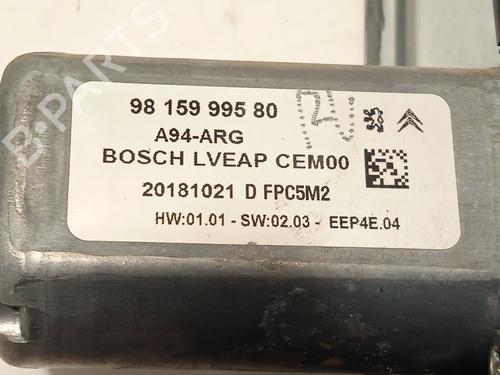 98 159 995 80
A94-ARG
BOSCH LVEAP CEM00
20181021 D FPC5M2
HW:01.01 - SW:02.03 - EEP4E.04
B-PARTS